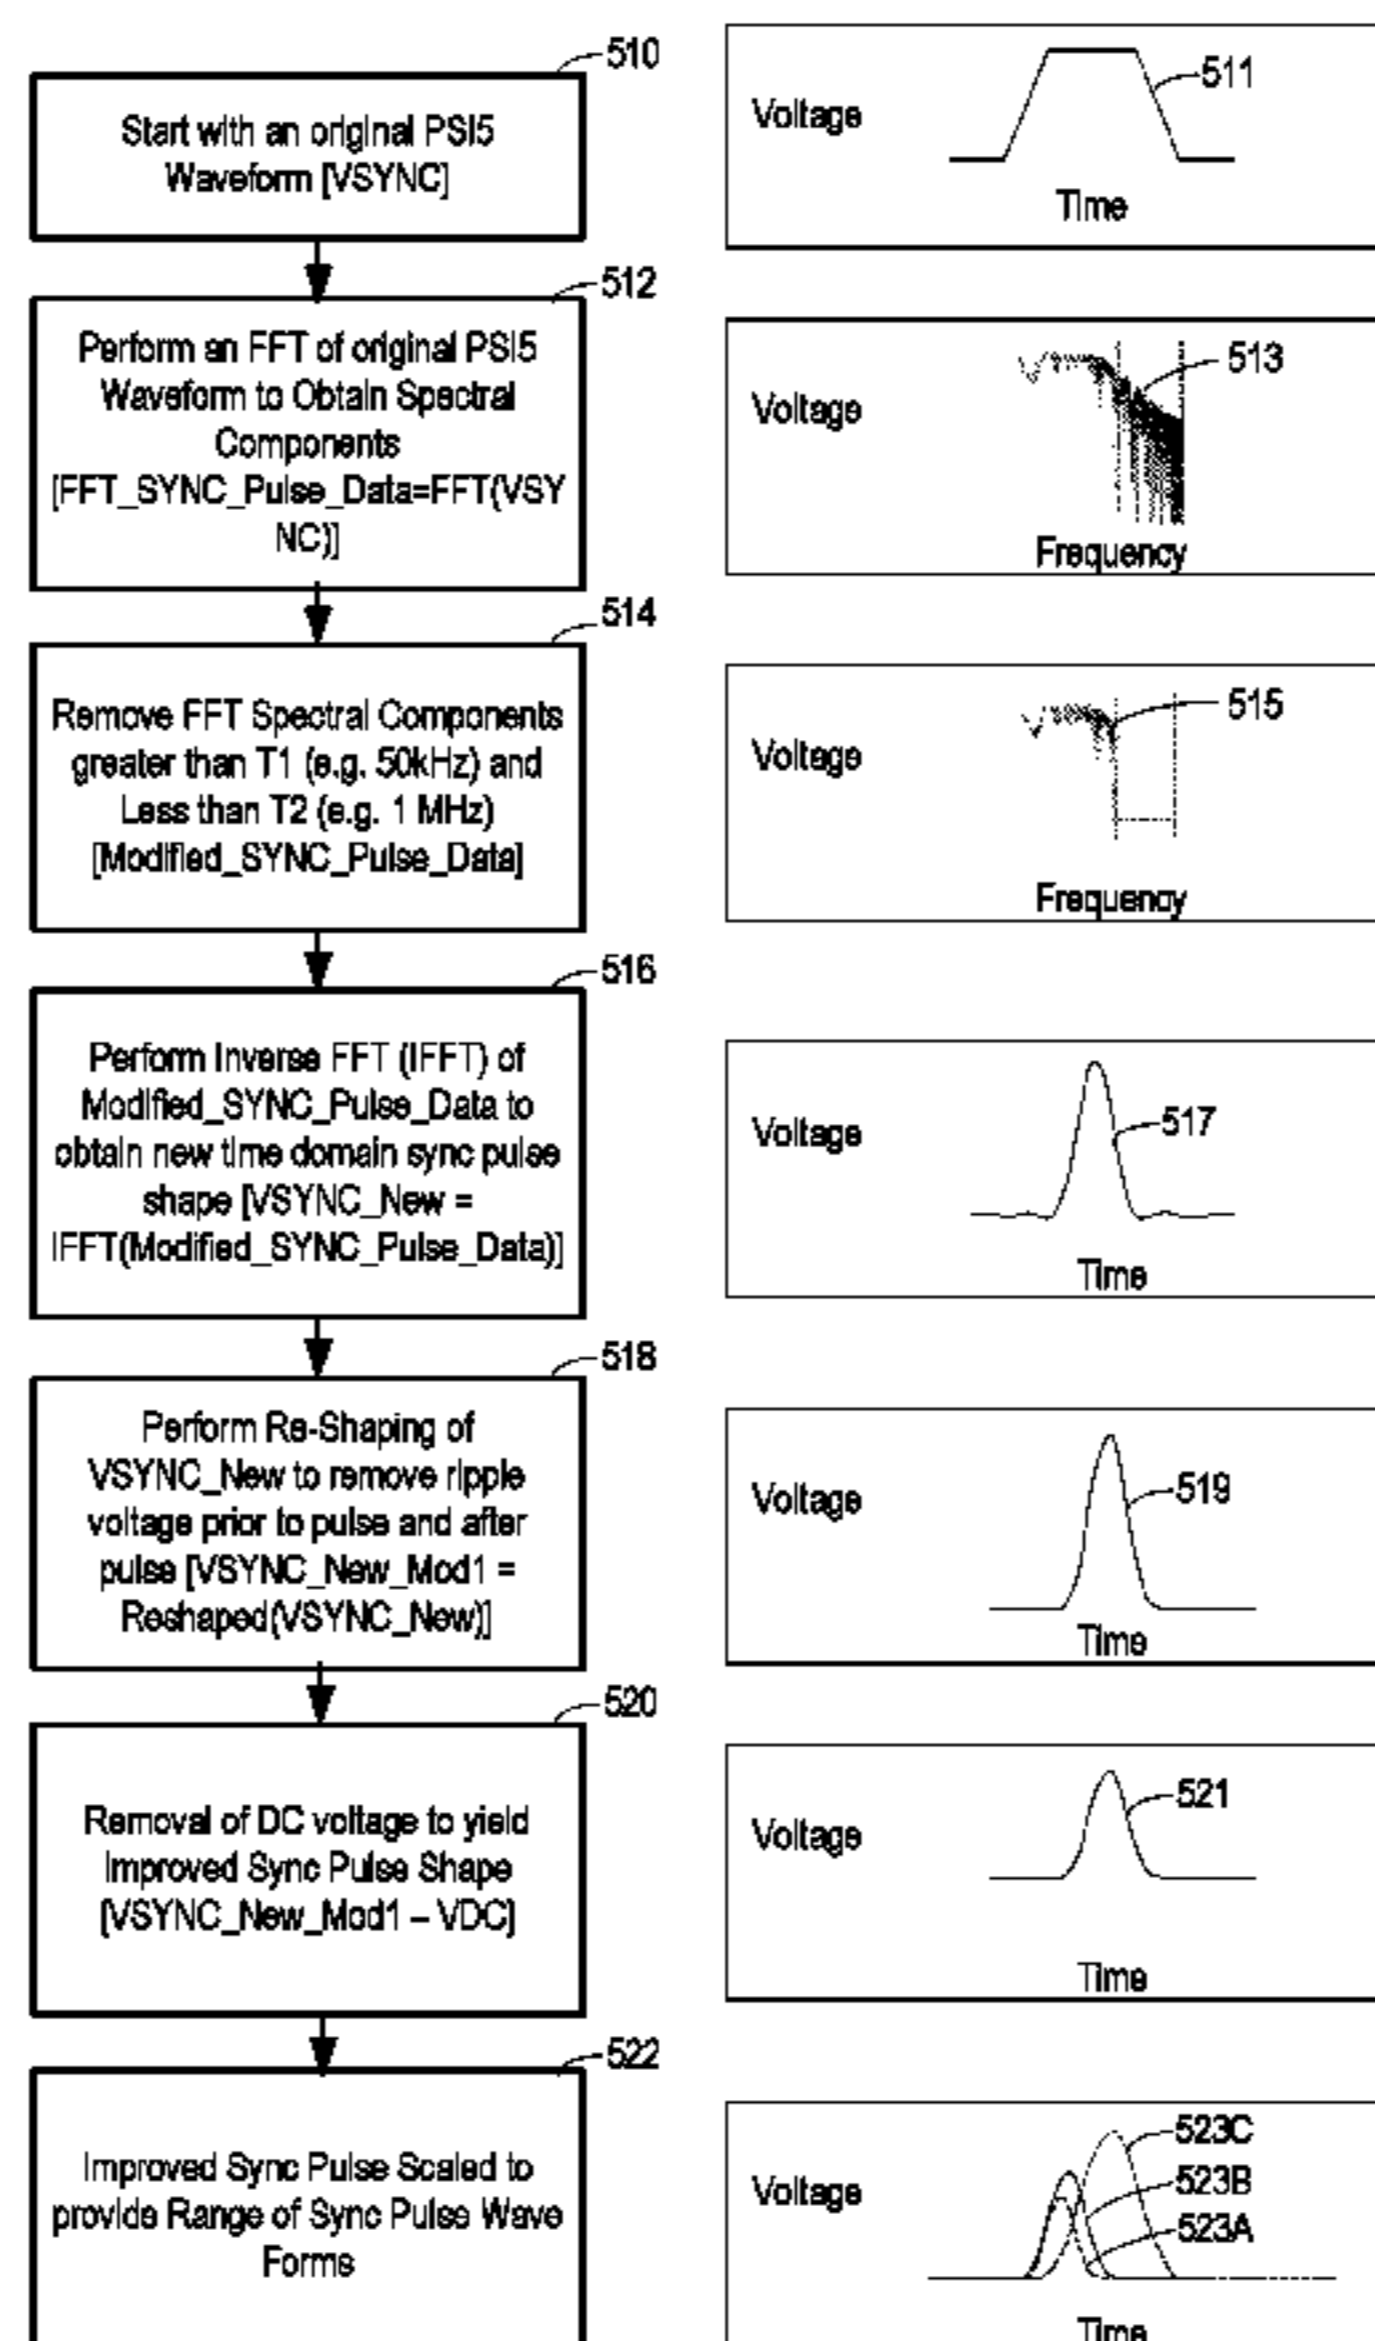 510
Start with an original PSI5
Waveform [VSYNC]
Voltage
511
Time
512
Perform an FFT of original PSI5
Waveform to Obtain Spectral
Components
[FFT_SYNC_Pulse_Data=FFT(VSY
NC)]
Voltage
513
Frequency
514
Remove FFT Spectral Components
greater than T1 (e.g. 50kHz) and
Less than T2 (e.g. 1 MHz)
[Modified_SYNC_Pulse_Data]
Voltage
515
Frequency
516
Perform Inverse FFT (IFFT) of
Modified_SYNC_Pulse_Data to
obtain new time domain sync pulse
shape [VSYNC_New =
IFFT(Modified_SYNC_Pulse_Data)]
Voltage
517
Time
518
Perform Re-Shaping of
VSYNC_New to remove ripple
voltage prior to pulse and after
pulse [VSYNC_New_Mod1 =
Reshaped(VSYNC_New)]
Voltage
519
Time
520
Removal of DC voltage to yield
Improved Sync Pulse Shape
[VSYNC_New_Mod1 – VDC]
Voltage
521
Time
522
Improved Sync Pulse Scaled to
provide Range of Sync Pulse Wave
Forms
Voltage
523C
523B
523A
Time